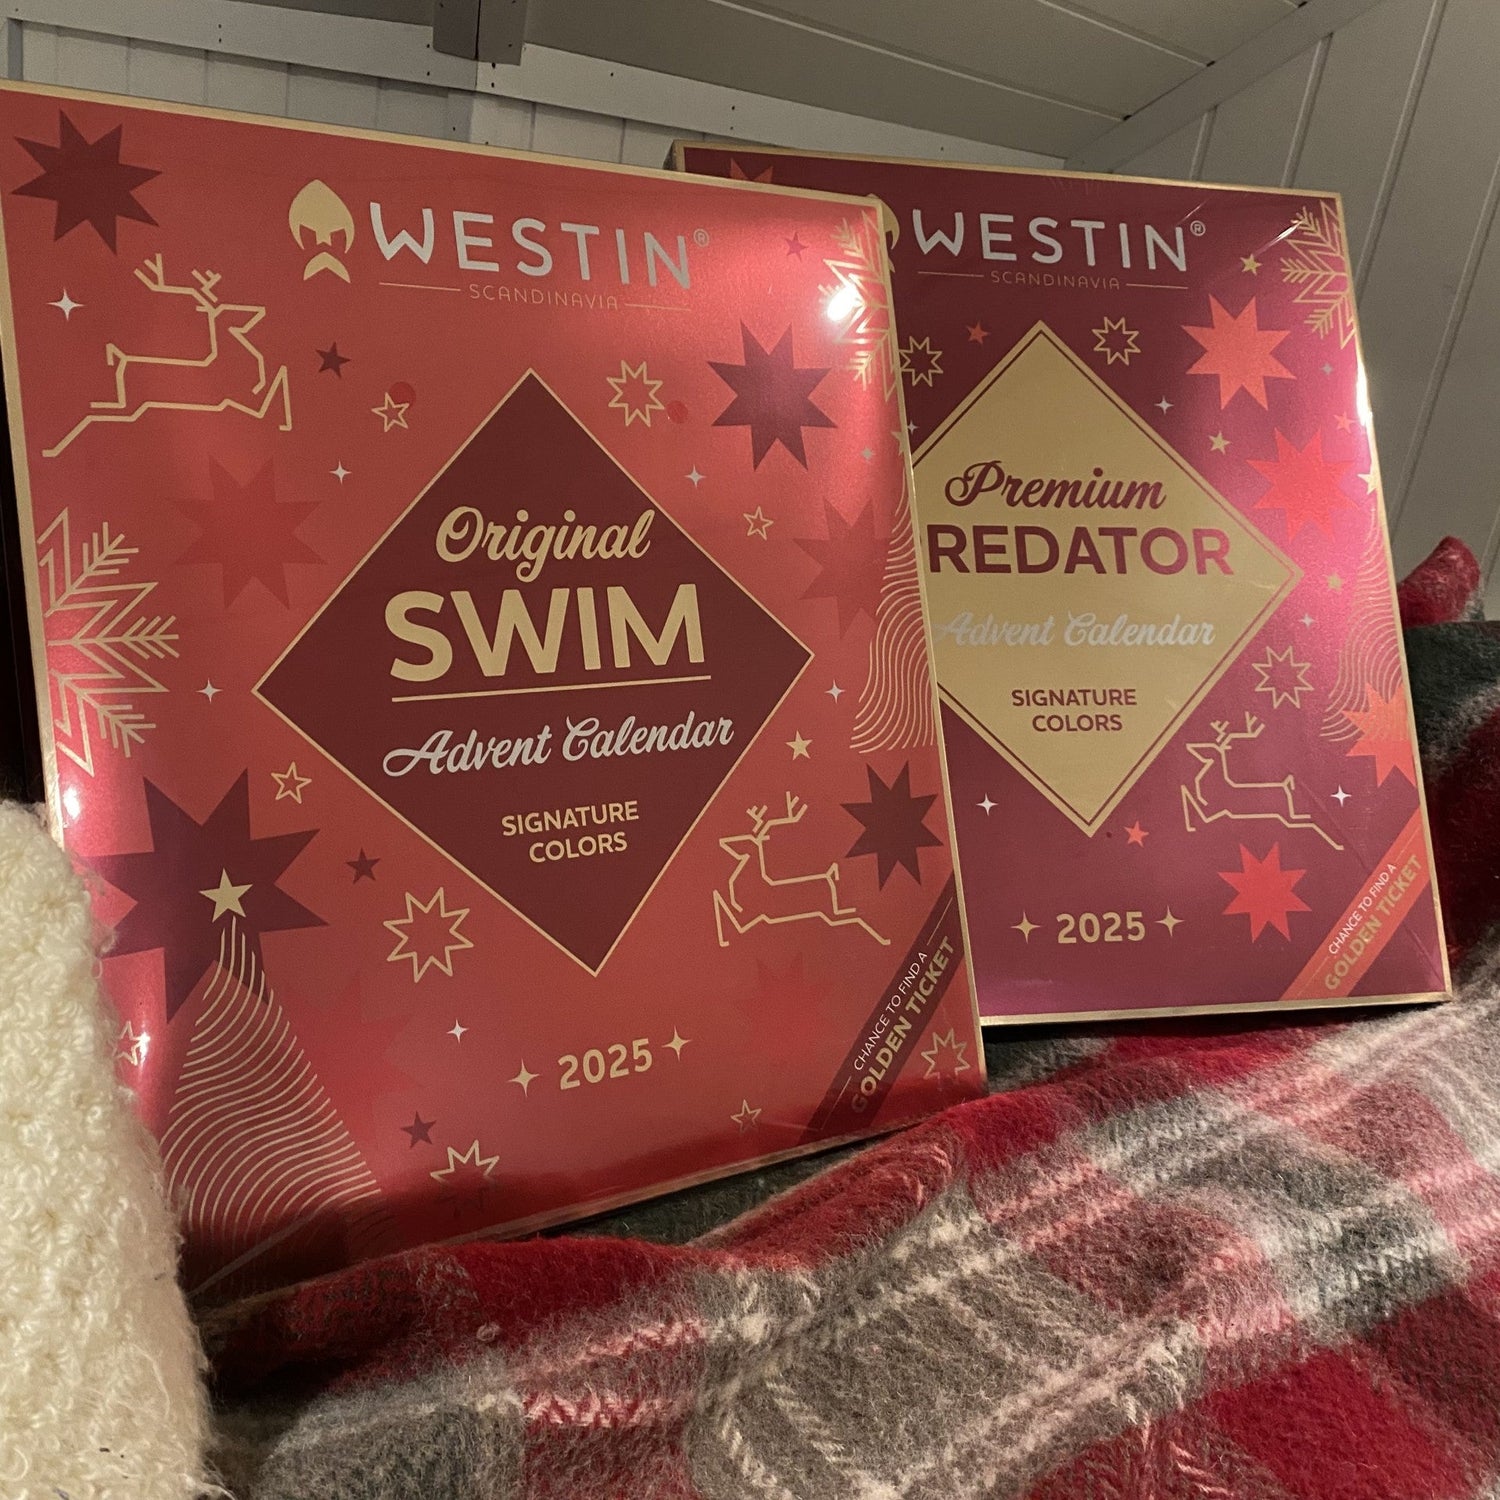 WESTIN®
SCANDINAVIA
Original
SWIM
Advent Calendar
SIGNATURE
COLORS
2025
CHANCE TO FIND A
GOLDEN TICKET
WESTIN®
SCANDINAVIA
Premium
REDATOR
Advent Calendar
SIGNATURE
COLORS
2025
CHANCE TO FIND A
GOLDEN TICKET